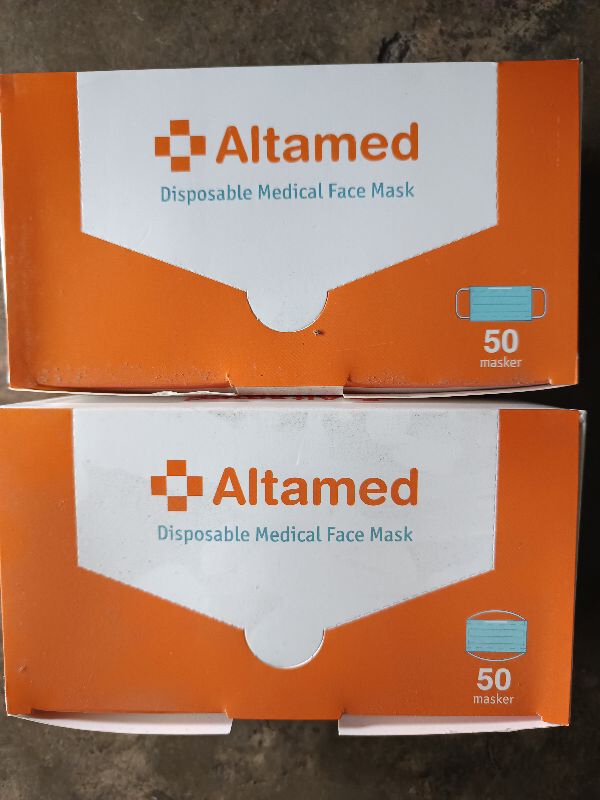 Altamed
Disposable Medical Face Mask
50
masker
Altamed
Disposable Medical Face Mask
50
masker